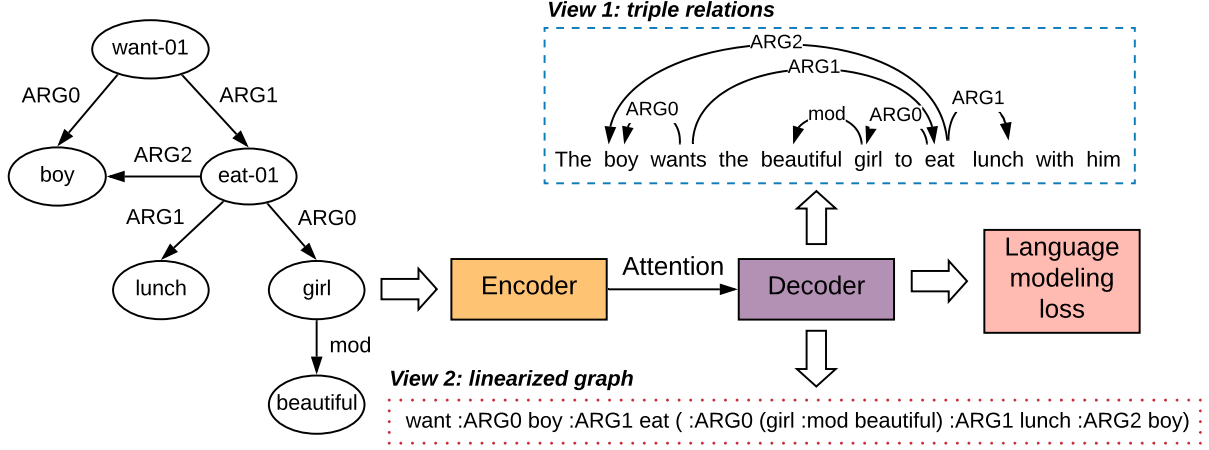 want-01
ARG0
ARG1
boy
ARG2
eat-01
ARG1
ARG0
lunch
girl
mod
beautiful
View 1: triple relations
ARG2
ARG1
ARG0
mod
ARG0
ARG1
The boy wants the beautiful girl to eat lunch with him
Encoder
Attention
Decoder
Language
modeling
loss
View 2: linearized graph
want :ARG0 boy :ARG1 eat ( :ARG0 (girl :mod beautiful) :ARG1 lunch :ARG2 boy)